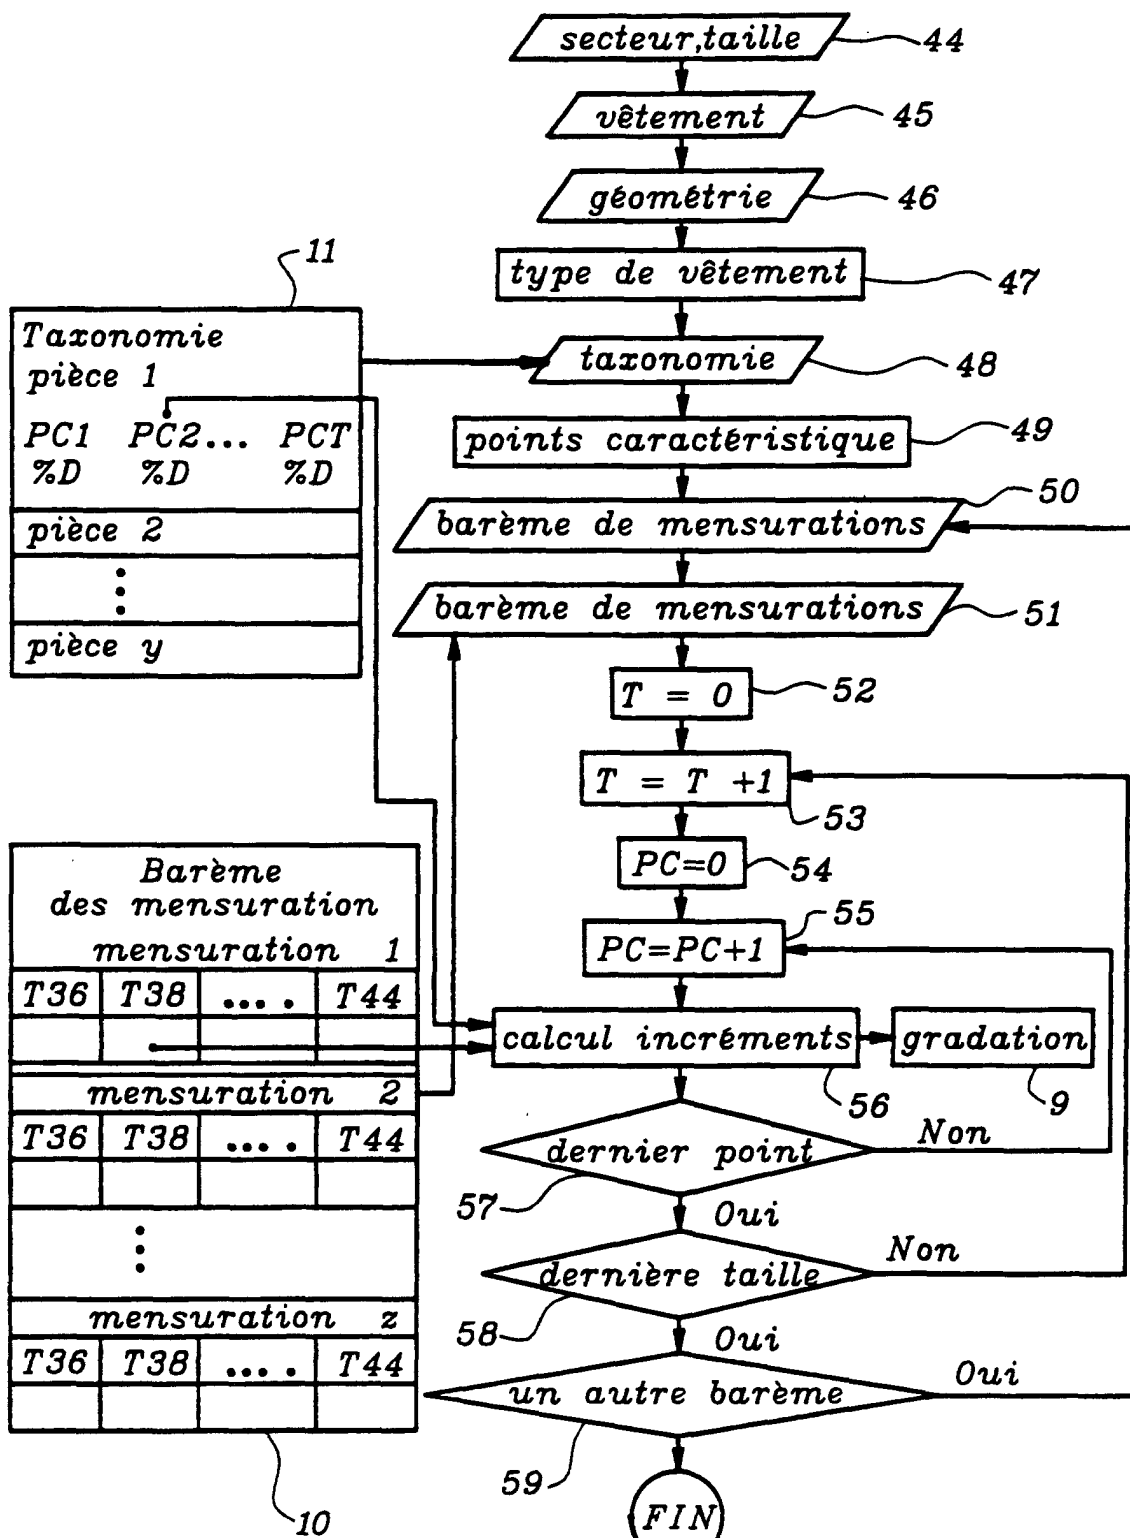 secteur,taille
44
vêtement
45
géométrie
46
type de vêtement
47
taxonomie
48
points caractéristique
49
barème de mensurations
50
barème de mensurations
51
T = 0
52
T = T +1
53
PC=0
54
PC=PC+1
55
calcul incréments
56
gradation
9
dernier point
57
Non
Oui
dernière taille
58
Non
Oui
un autre barème
59
Oui
FIN
11
Taxonomie
pièce 1
PC1 PC2... PCT
%D %D %D
pièce 2
pièce y
Barème
des mensuration
mensuration 1
T36 T38 .... T44
mensuration 2
T36 T38 .... T44
mensuration z
T36 T38 .... T44
10